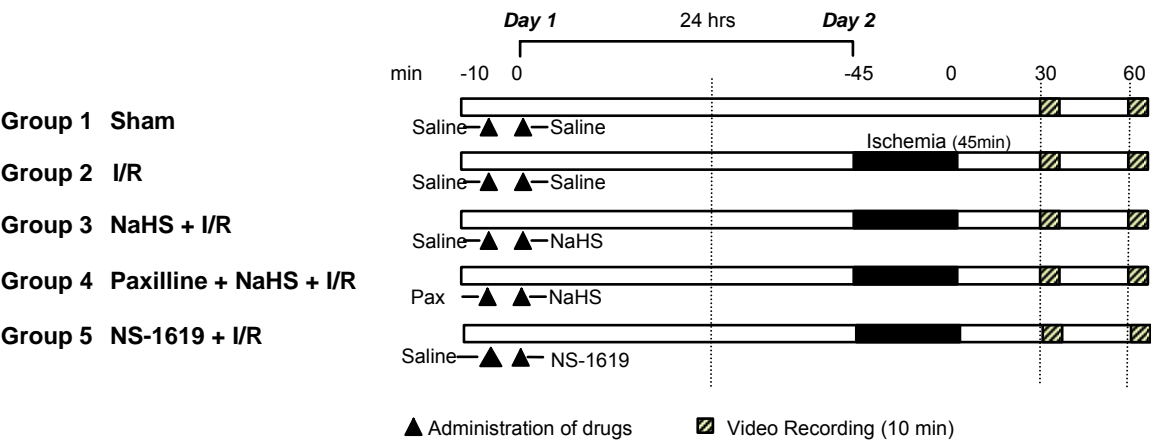 Day 1 24 hrs Day 2
min -10 0 -45 0 30 60
Group 1 Sham
Saline Saline
Ischemia (45min)
Group 2 I/R
Saline Saline
Group 3 NaHS + I/R
Saline NaHS
Group 4 Paxilline + NaHS + I/R
Pax NaHS
Group 5 NS-1619 + I/R
Saline NS-1619
Administration of drugs Video Recording (10 min)